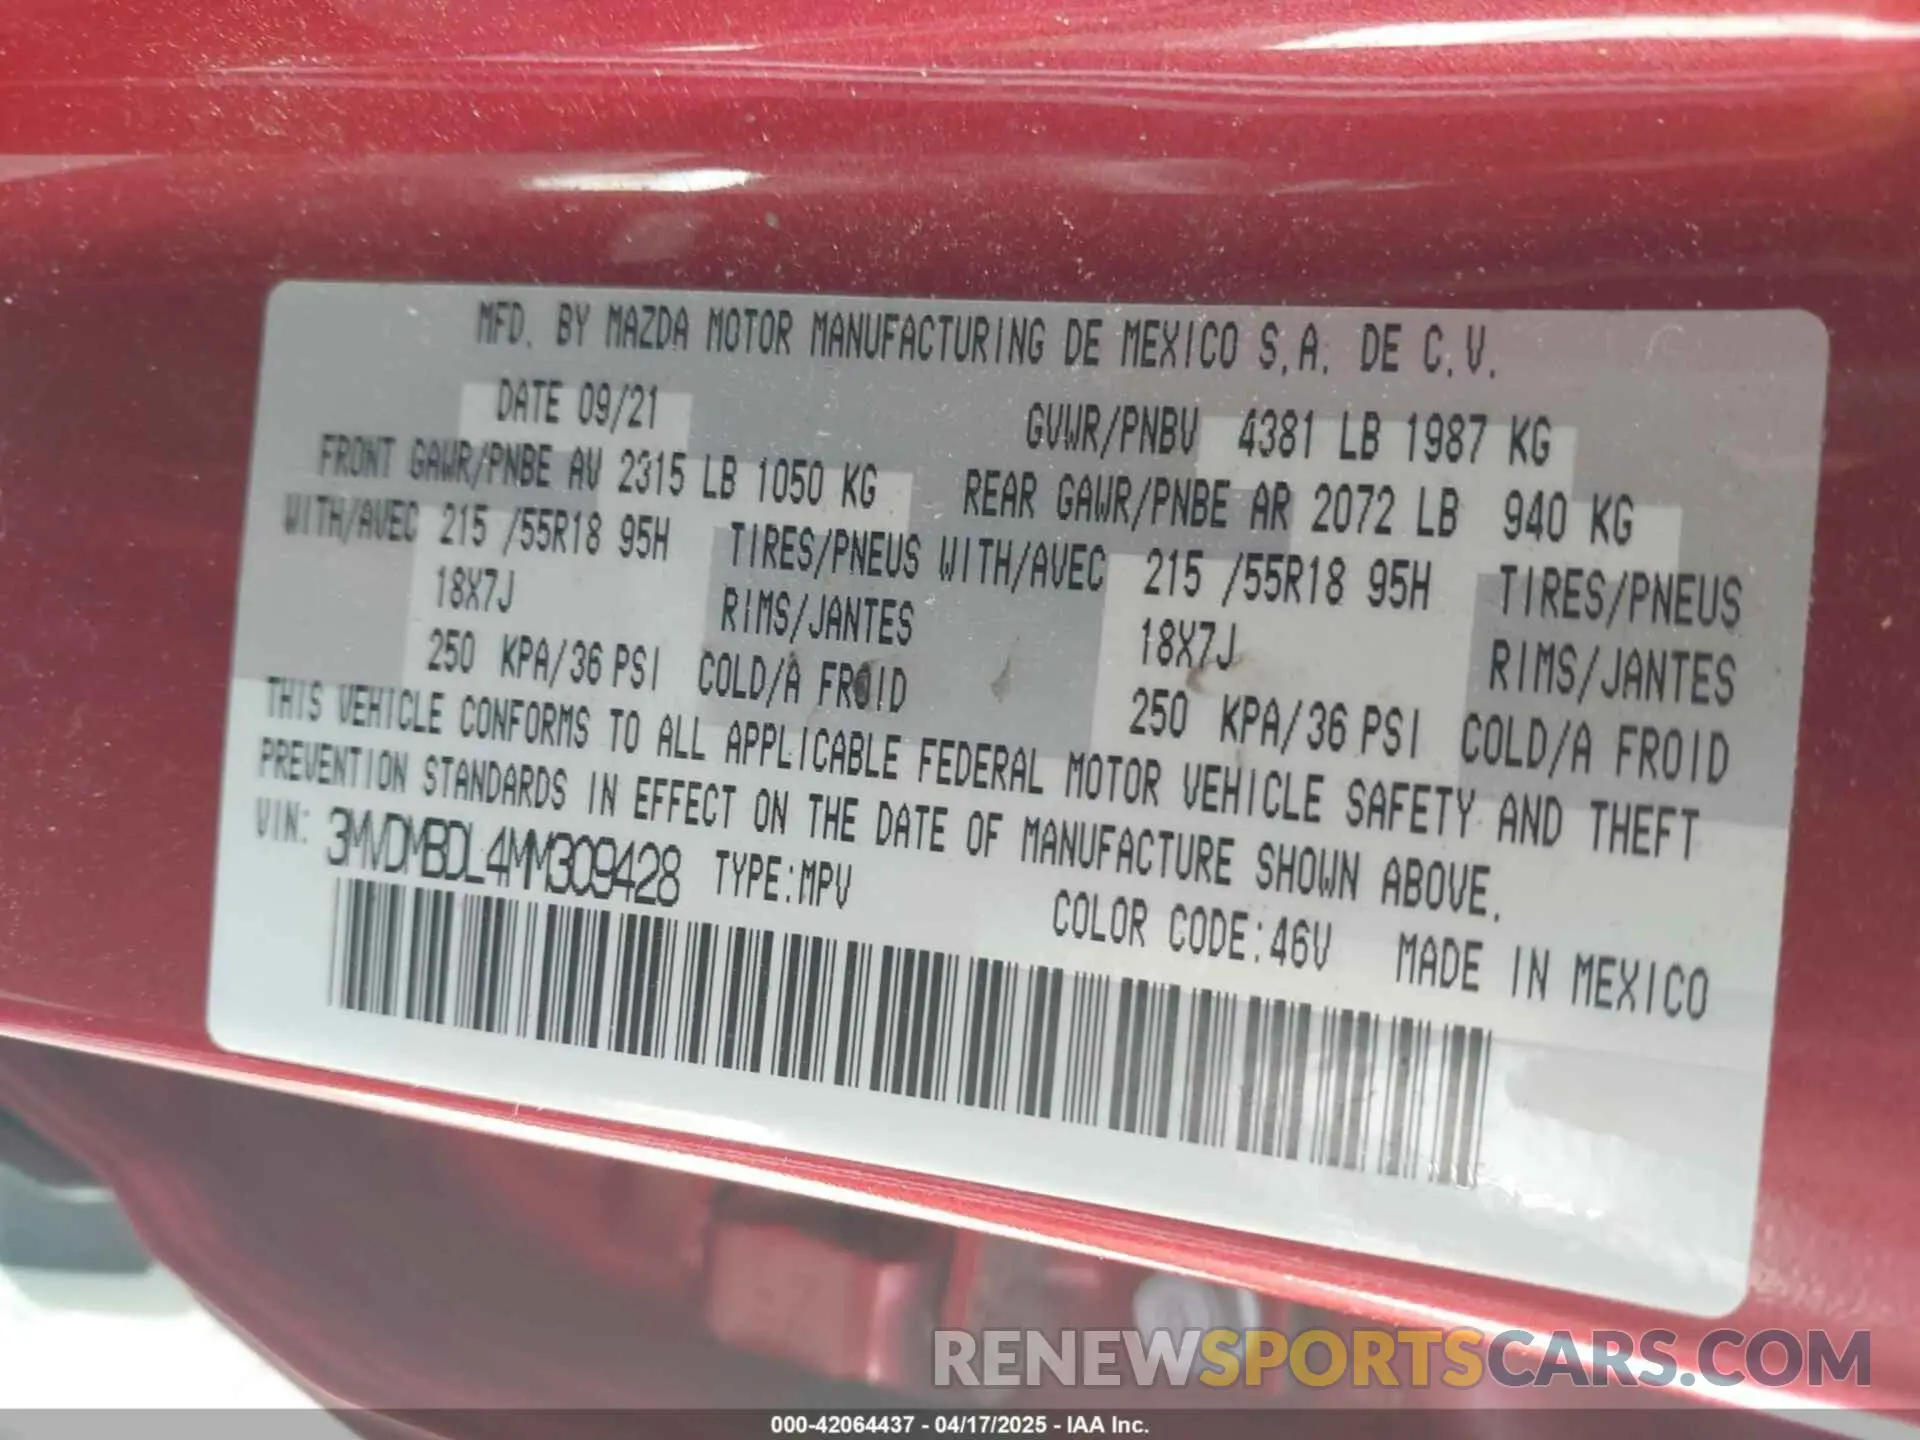 MFD. BY MAZDA MOTOR MANUFACTURING DE MEXICO S.A. DE C.V.
DATE 09/21 GVWR/PNBV 4381 LB 1987 KG
FRONT GAWR/PNBE AV 2315 LB 1050 KG REAR GAWR/PNBE AR 2072 LB 940 KG
WITH/AVEC 215 /55R18 95H TIRES/PNEUS WITH/AVEC 215 /55R18 95H TIRES/PNEUS
18X7J RIMS/JANTES 18X7J RIMS/JANTES
250 KPA/36 PSI COLD/A FROID 250 KPA/36 PSI COLD/A FROID
THIS VEHICLE CONFORMS TO ALL APPLICABLE FEDERAL MOTOR VEHICLE SAFETY AND THEFT
PREVENTION STANDARDS IN EFFECT ON THE DATE OF MANUFACTURE SHOWN ABOVE.
VIN: 3MVDMBDL4MM309428 TYPE:MPV
COLOR CODE:46V MADE IN MEXICO
RENEWSPORTSCARS.COM
000-42064437 - 04/17/2025 - IAA Inc.